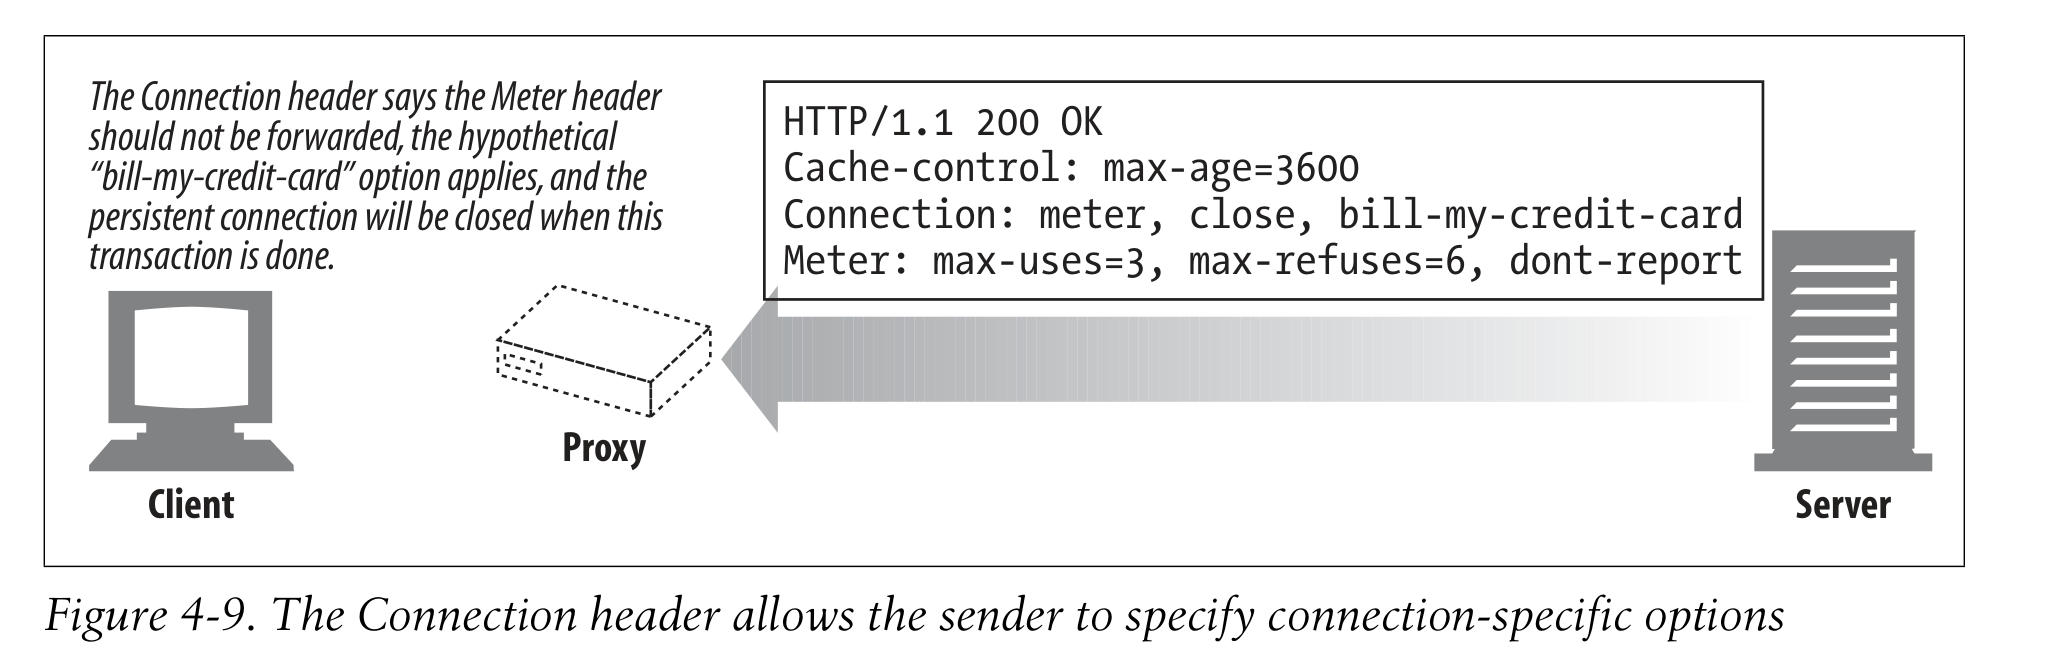 The Connection header says the Meter header
should not be forwarded, the hypothetical
“bill-my-credit-card” option applies, and the
persistent connection will be closed when this
transaction is done.
HTTP/1.1 200 OK
Cache-control: max-age=3600
Connection: meter, close, bill-my-credit-card
Meter: max-uses=3, max-refuses=6, dont-report
Proxy
Client
Server
Figure 4-9. The Connection header allows the sender to specify connection-specific options